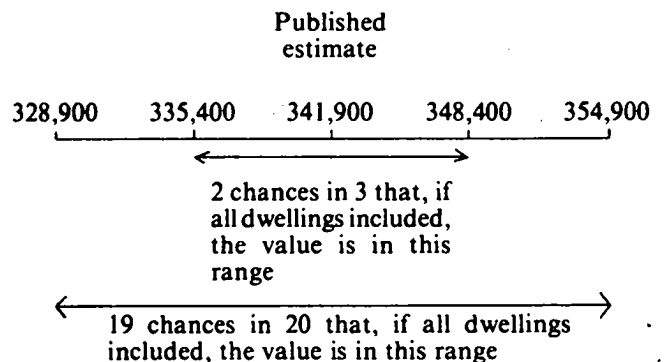 Published
estimate
328,900 335,400 341,900 348,400 354,900
2 chances in 3 that, if
all dwellings included,
the value is in this
range
19 chances in 20 that, if all dwellings
included, the value is in this range